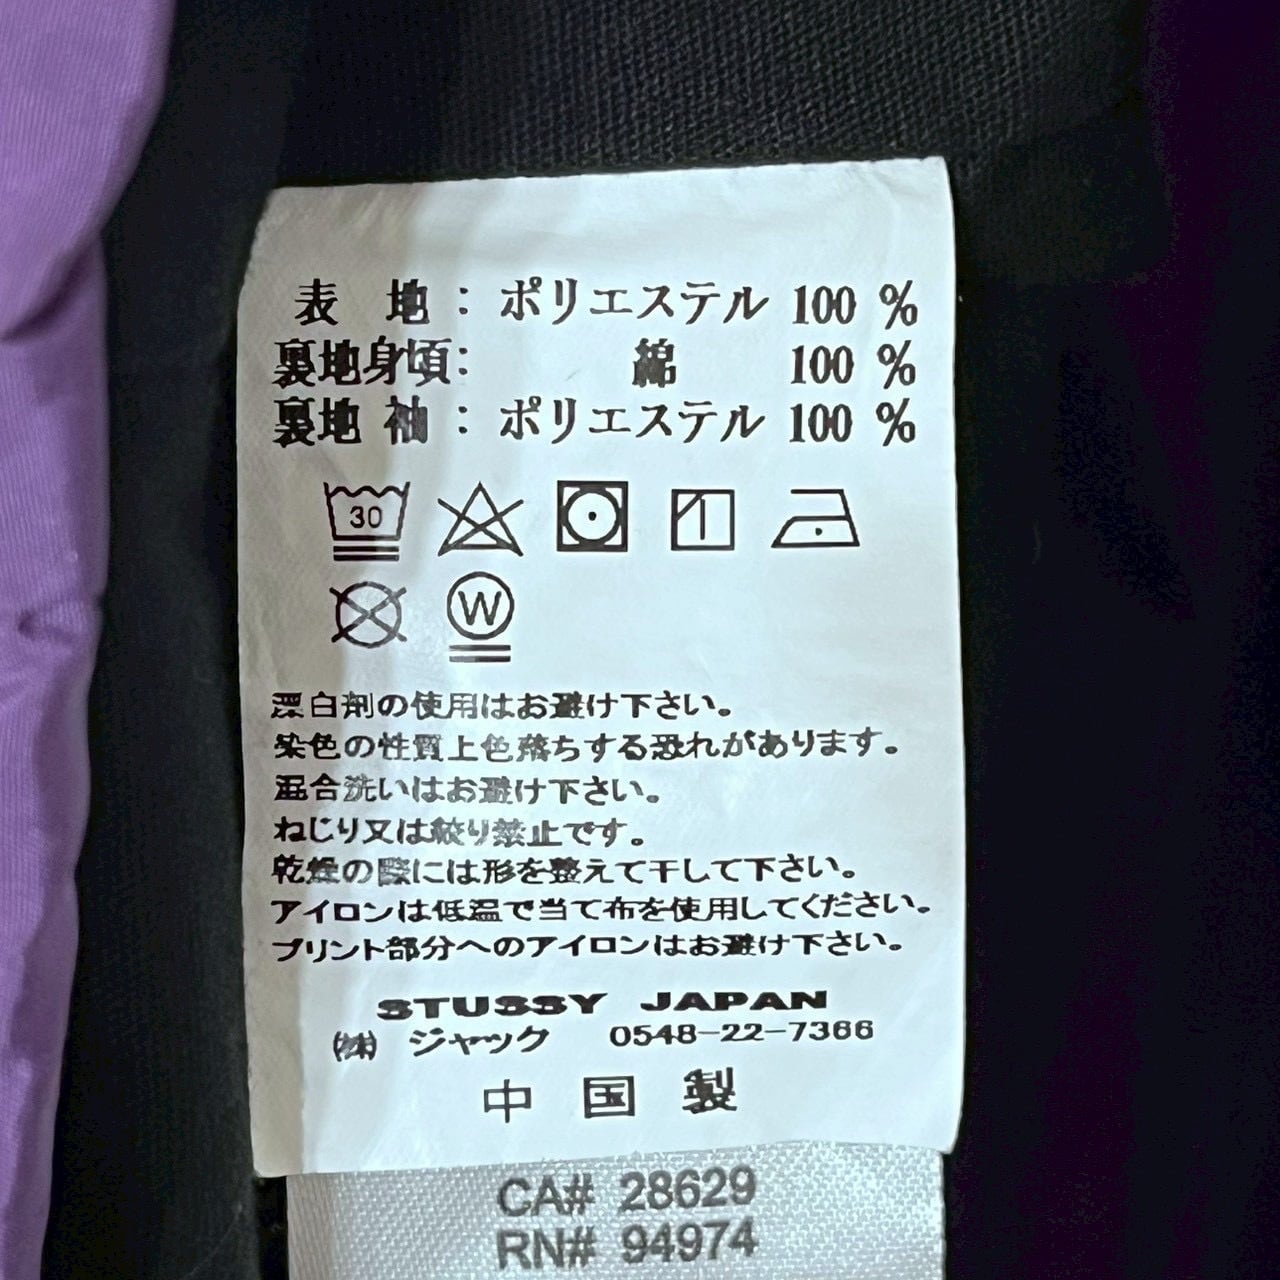 表 地 : ポリエステル 100 %
裏地身頃: 綿 100 %
裏地 袖 : ポリエステル 100 %
30
W
漂白剤の使用はお避け下さい。
染色の性質上色落ちする恐れがあります。
混合洗いはお避け下さい。
ねじり又は絞り禁止です。
乾燥の際には形を整えて干して下さい。
アイロンは低温で当て布を使用してください。
プリント部分へのアイロンはお避け下さい。
STUSSY JAPAN
(株) ジャック 0548-22-7366
中 国 製
CA# 28629
RN# 94974